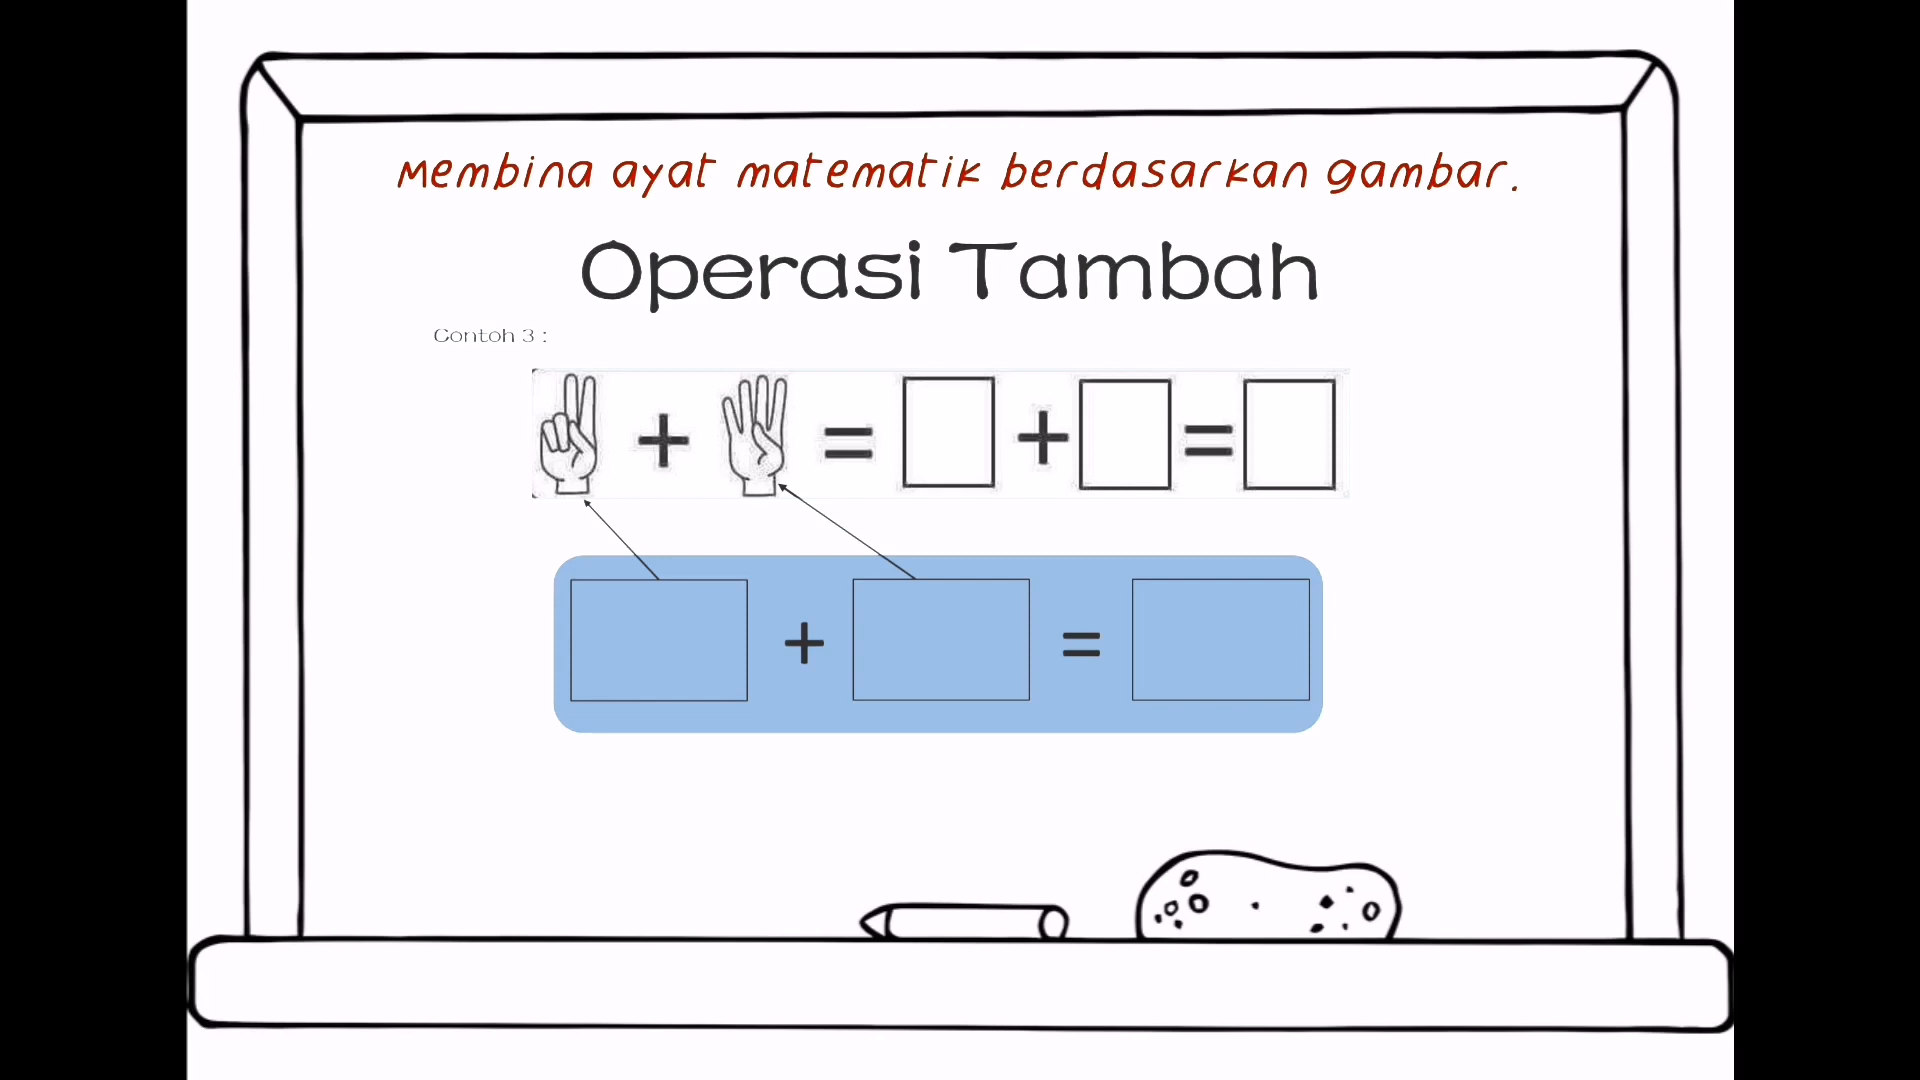 Membina ayat matematik berdasarkan gambar.
Operasi Tambah
Contoh 3 :
+ = + =
+ =